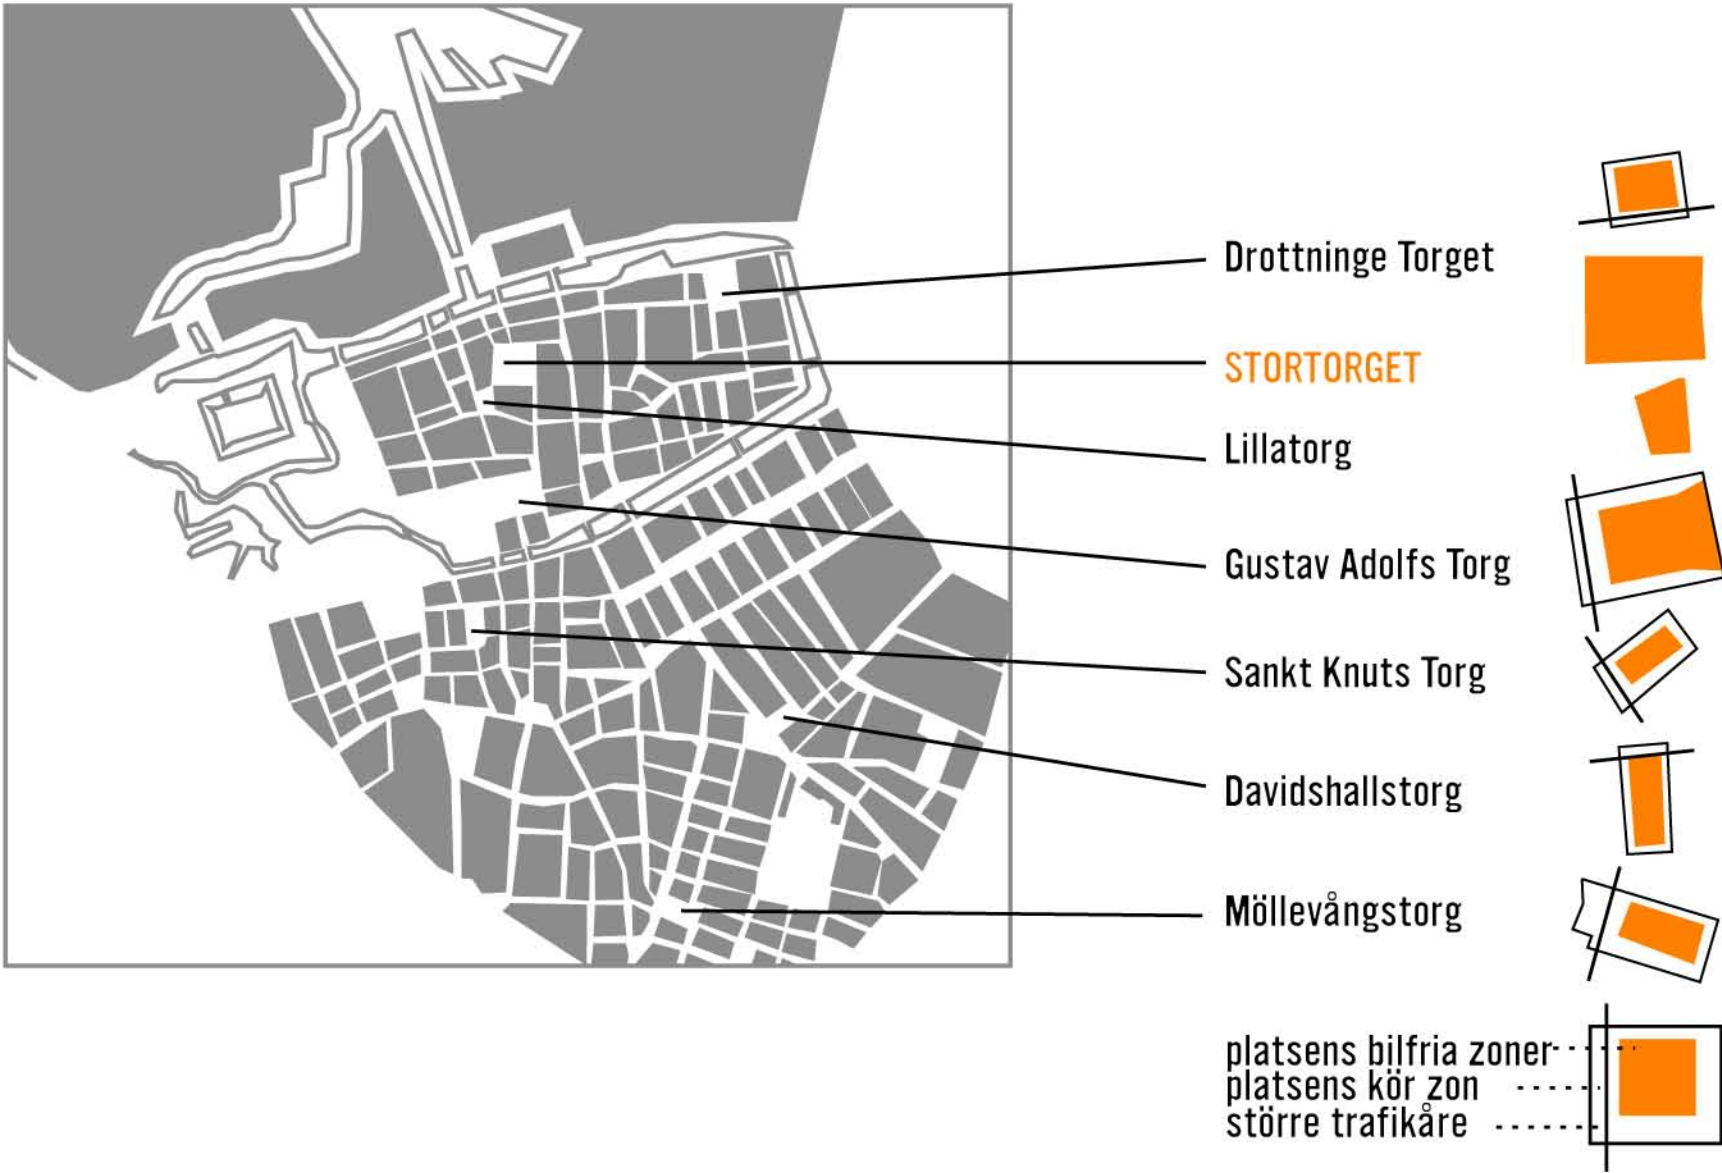 Drottninge Torget
STORTORGET
Lillatorg
Gustav Adolfs Torg
Sankt Knuts Torg
Davidshallstorg
Möllevångstorg
platsens bilfria zoner
platsens kör zon
större trafikåre